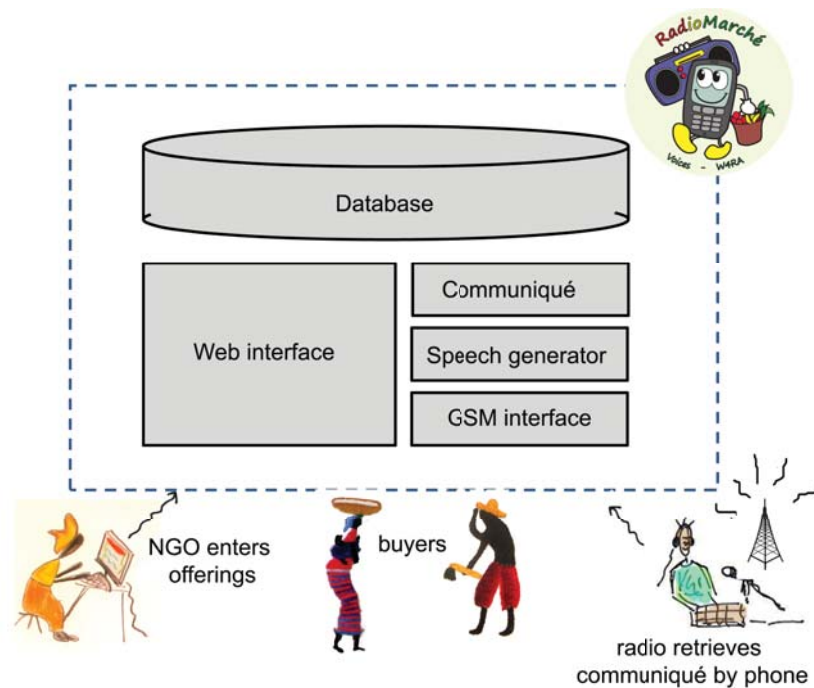 RadioMarché
Voices - W4RA
Database
Web interface
Communiqué
Speech generator
GSM interface
NGO enters
offerings
buyers
radio retrieves
communiqué by phone